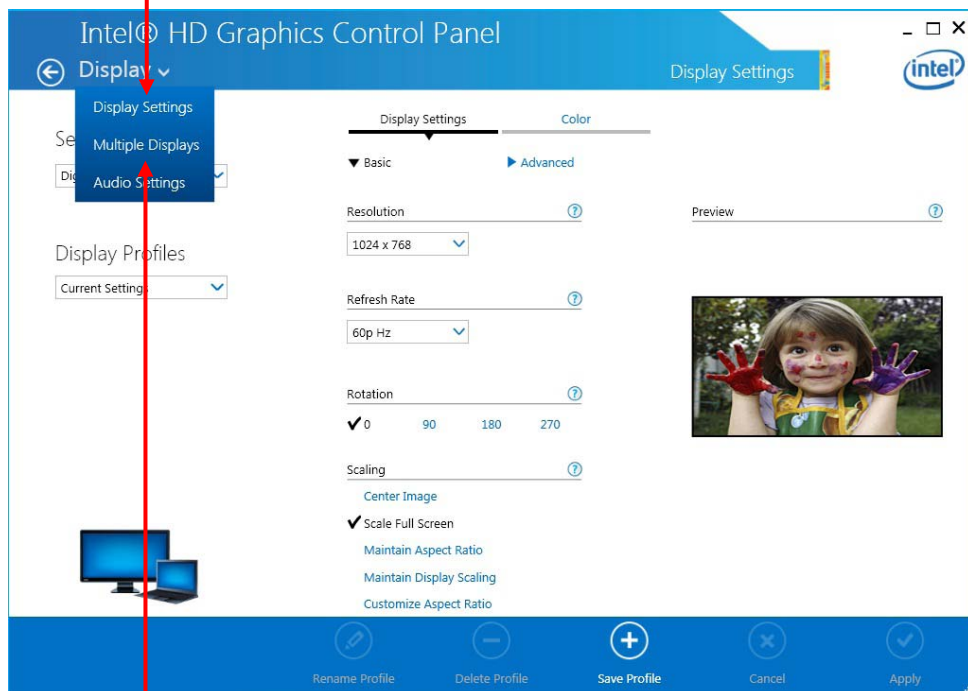 Intel® HD Graphics Control Panel
Display
Display Settings
intel
Display Settings
Multiple Displays
Audio Settings
Se
Dig
Display Profiles
Current Settings
Display Settings Color
Basic Advanced
Resolution ?
1024 x 768
Refresh Rate ?
60p Hz
Rotation ?
0 90 180 270
Scaling ?
Center Image
Scale Full Screen
Maintain Aspect Ratio
Maintain Display Scaling
Customize Aspect Ratio
Preview ?
Rename Profile Delete Profile Save Profile Cancel Apply